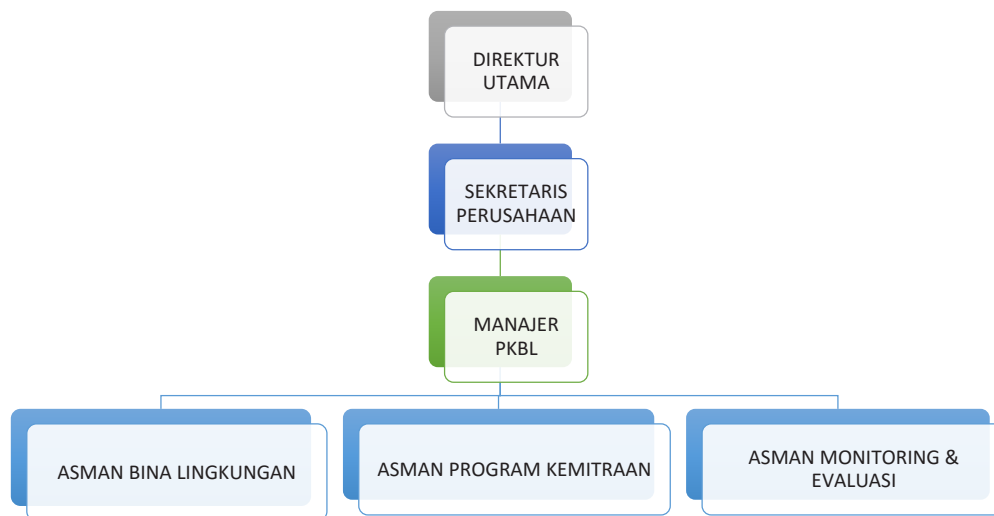 DIREKTUR
UTAMA
SEKRETARIS
PERUSAHAAN
MANAJER
PKBL
ASMAN BINA LINGKUNGAN
ASMAN PROGRAM KEMITRAAN
ASMAN MONITORING &
EVALUASI